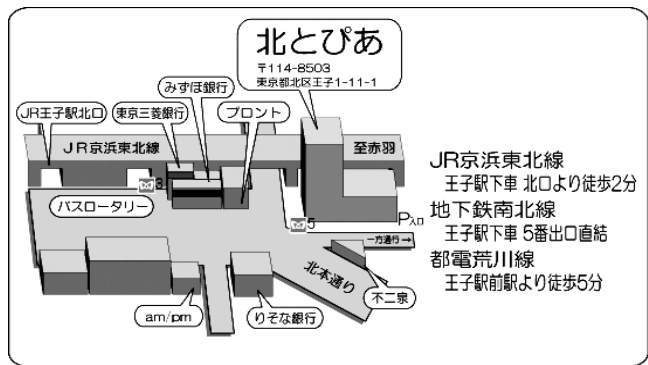 北とぴあ
〒114-8503
東京都北区王子1-11-1
みずほ銀行
JR王子駅北口
東京三菱銀行
プロント
JR京浜東北線
至赤羽
3
バスロータリー
5
P入口
一方通行→
北本通り
不二泉
am/pm
りそな銀行
JR京浜東北線
王子駅下車 北口より徒歩2分
地下鉄南北線
王子駅下車 5番出口直結
都電荒川線
王子駅前駅より徒歩5分